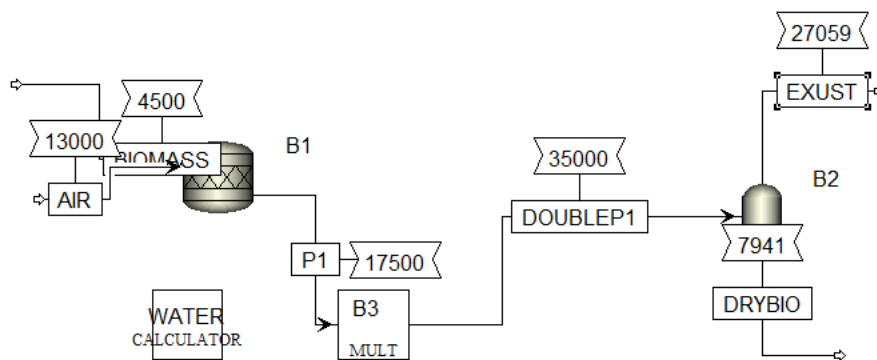 27059
EXUST
4500
13000
BIOMASS
B1
AIR
35000
DOUBLEP1
B2
7941
P1
17500
DRYBIO
WATER
CALCULATOR
B3
MULT